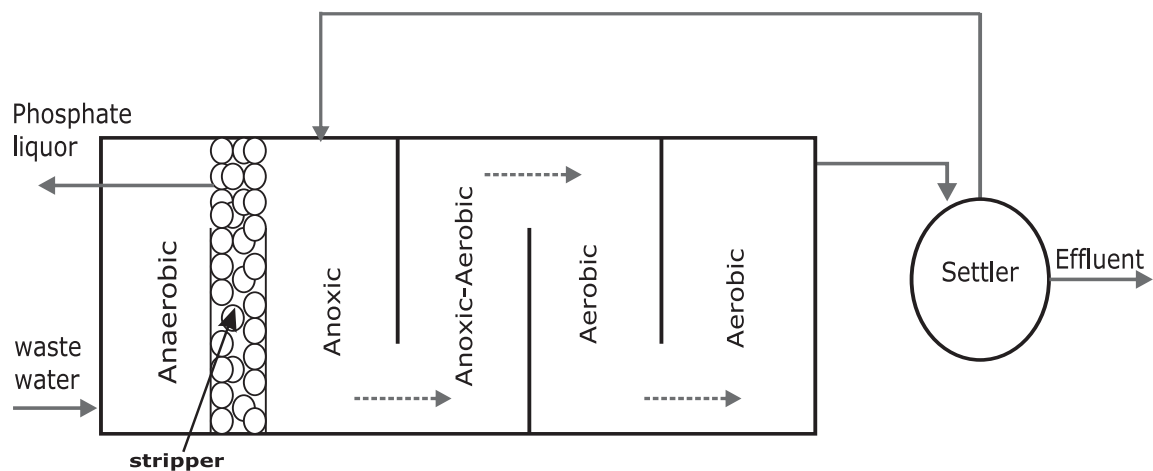 Phosphate
liquor
waste
water
Anaerobic
stripper
Anoxic
Anoxic-Aerobic
Aerobic
Aerobic
Settler
Effluent